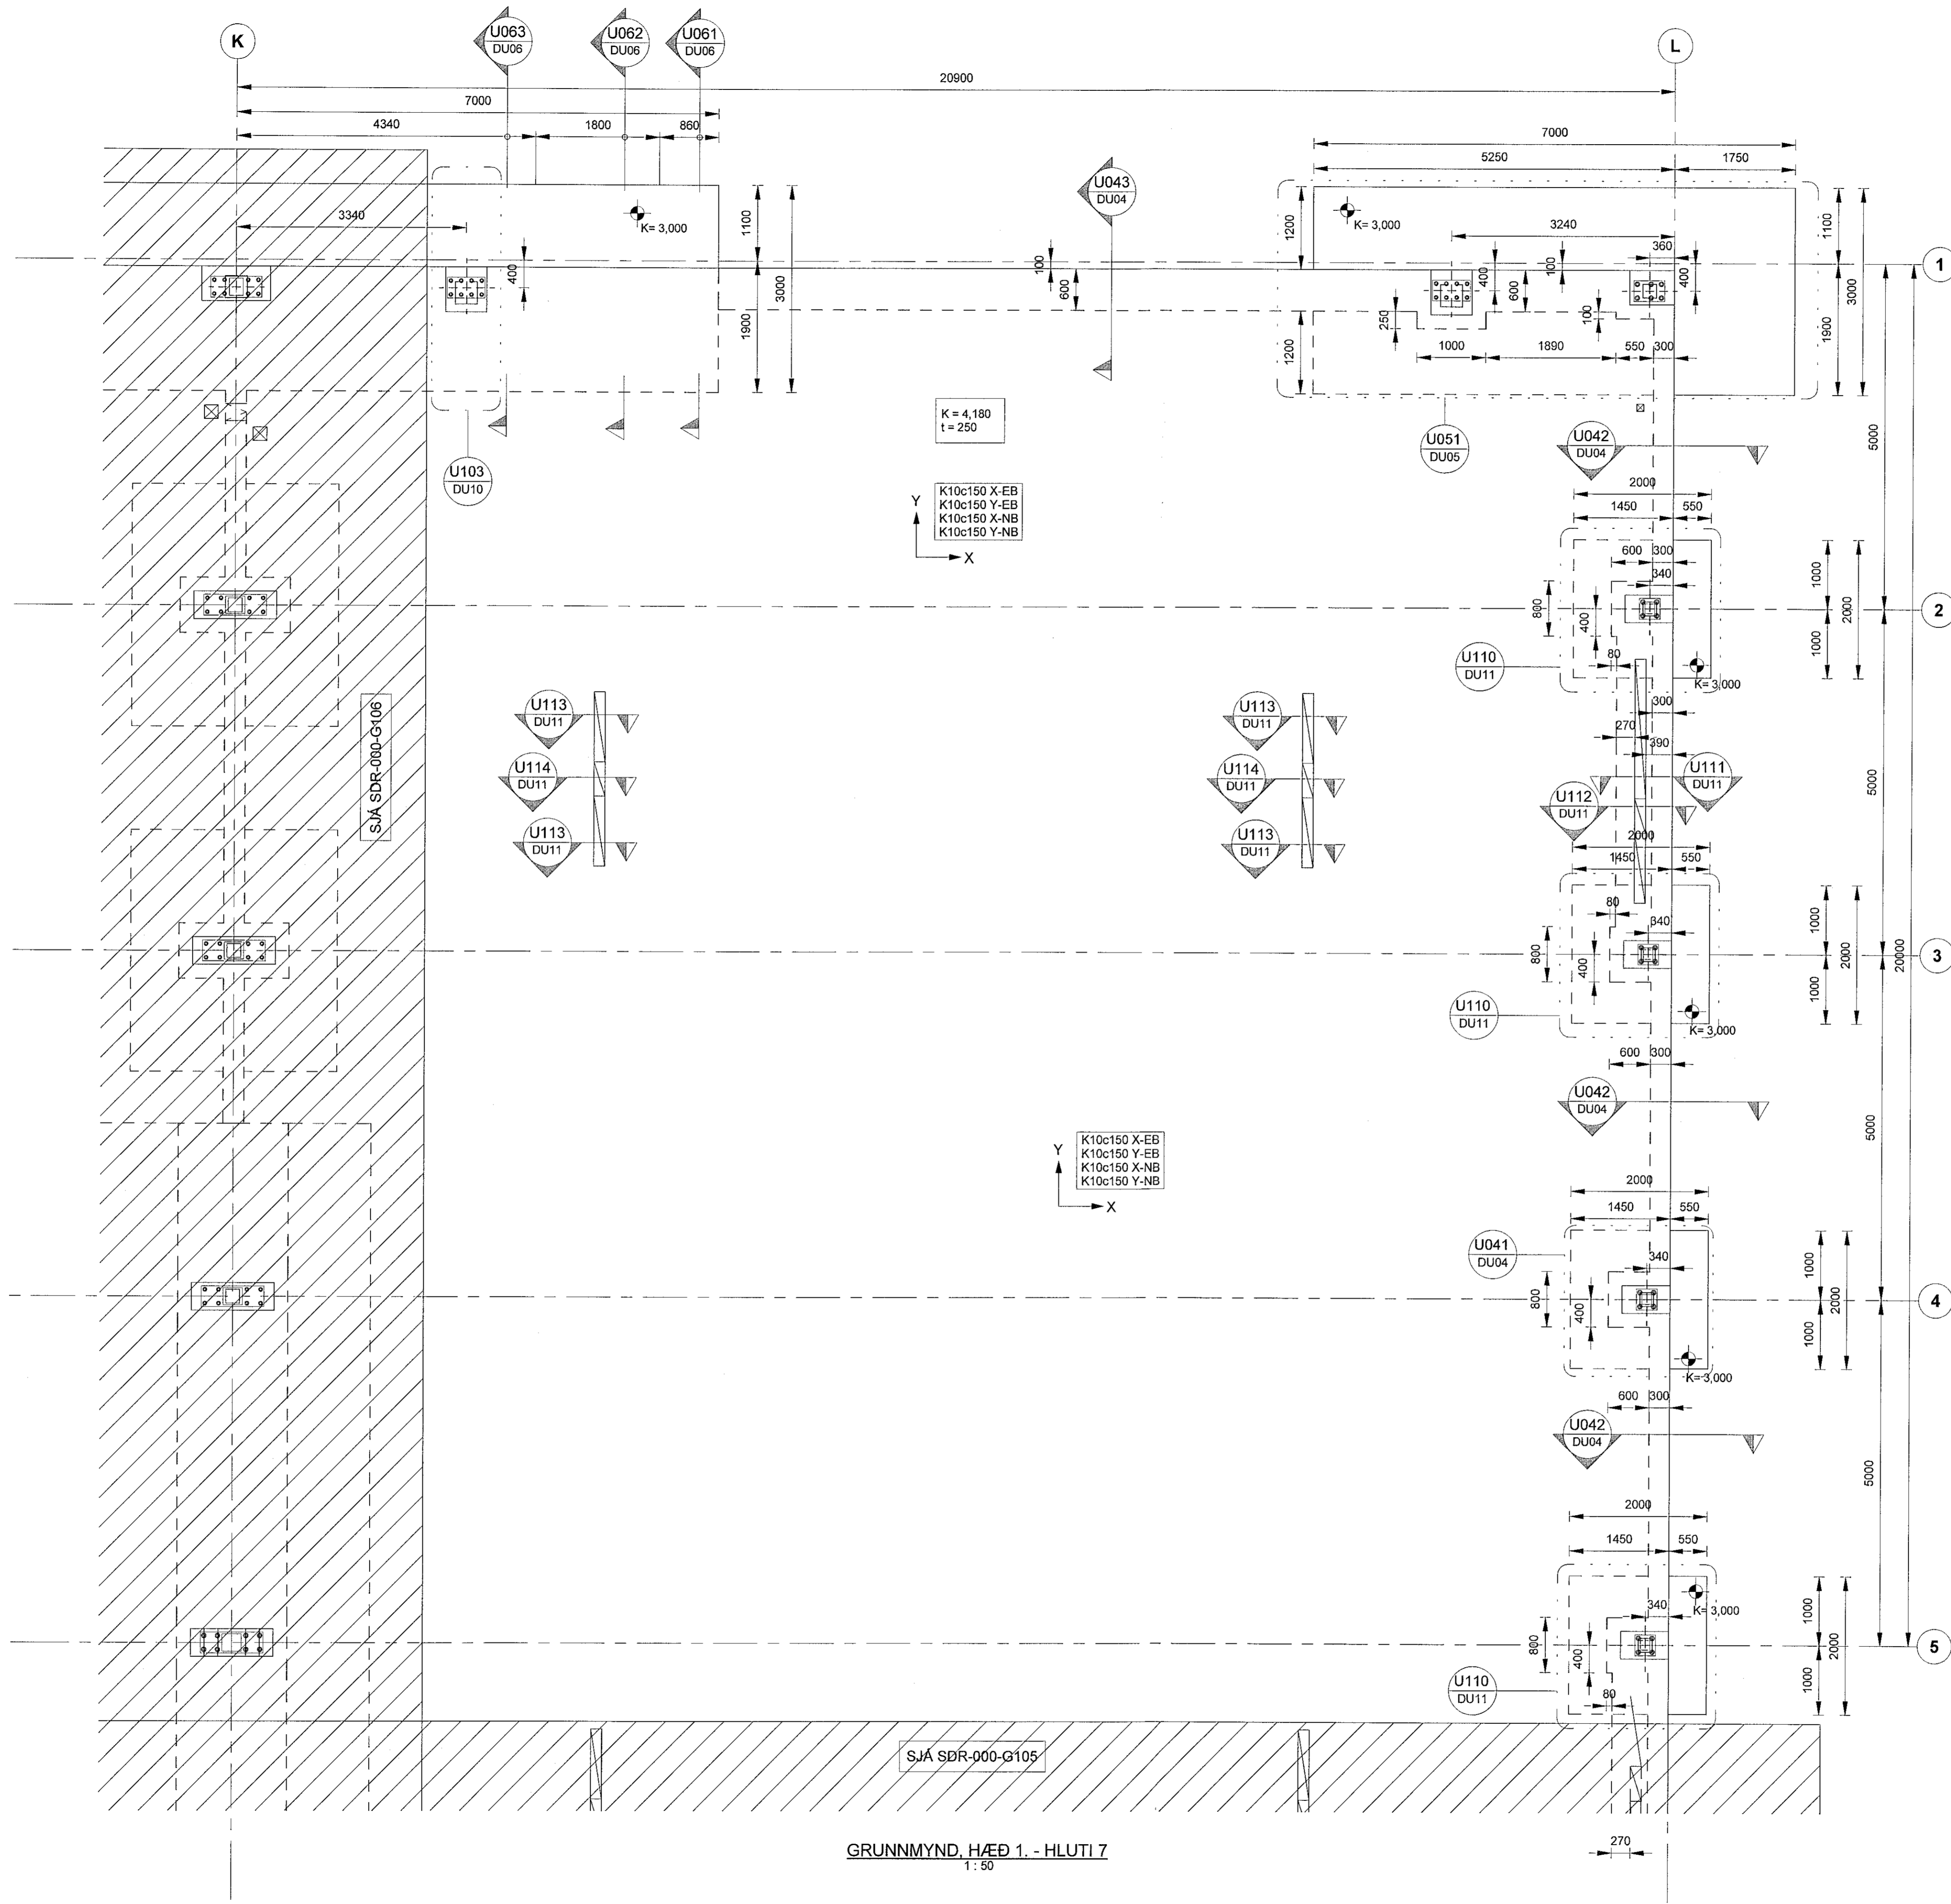 K
U063
DU06
U062
DU06
U061
DU06
L
20900
7000
4340
1800
860
7000
5250
1750
U043
DU04
3340
K= 3,000
1100
3000
1900
400
100
600
1200
K= 3,000
3240
360
400
100
600
400
1100
3000
1900
1
250
100
1200
1000
1890
550
300
K = 4,180
t = 250
U103
DU10
U051
DU05
U042
DU04
5000
Y
K10c150 X-EB
K10c150 Y-EB
K10c150 X-NB
K10c150 Y-NB
X
2000
1450
550
600
300
340
800
400
1000
2000
1000
2
U110
DU11
80
K= 3,000
SJÁ SDR-000-G106
U113
DU11
U114
DU11
U113
DU11
U113
DU11
U114
DU11
U113
DU11
300
270
390
U111
DU11
U112
DU11
5000
2000
1450
550
80
340
800
400
1000
2000
1000
20000
3
U110
DU11
K= 3,000
600
300
U042
DU04
5000
Y
K10c150 X-EB
K10c150 Y-EB
K10c150 X-NB
K10c150 Y-NB
X
2000
1450
550
U041
DU04
340
800
400
1000
2000
1000
4
K= 3,000
600
300
U042
DU04
5000
2000
1450
550
340
K= 3,000
800
400
1000
2000
1000
5
U110
DU11
80
SJÁ SDR-000-G105
GRUNNMYND, HÆÐ 1. - HLUTI 7
1 : 50
270